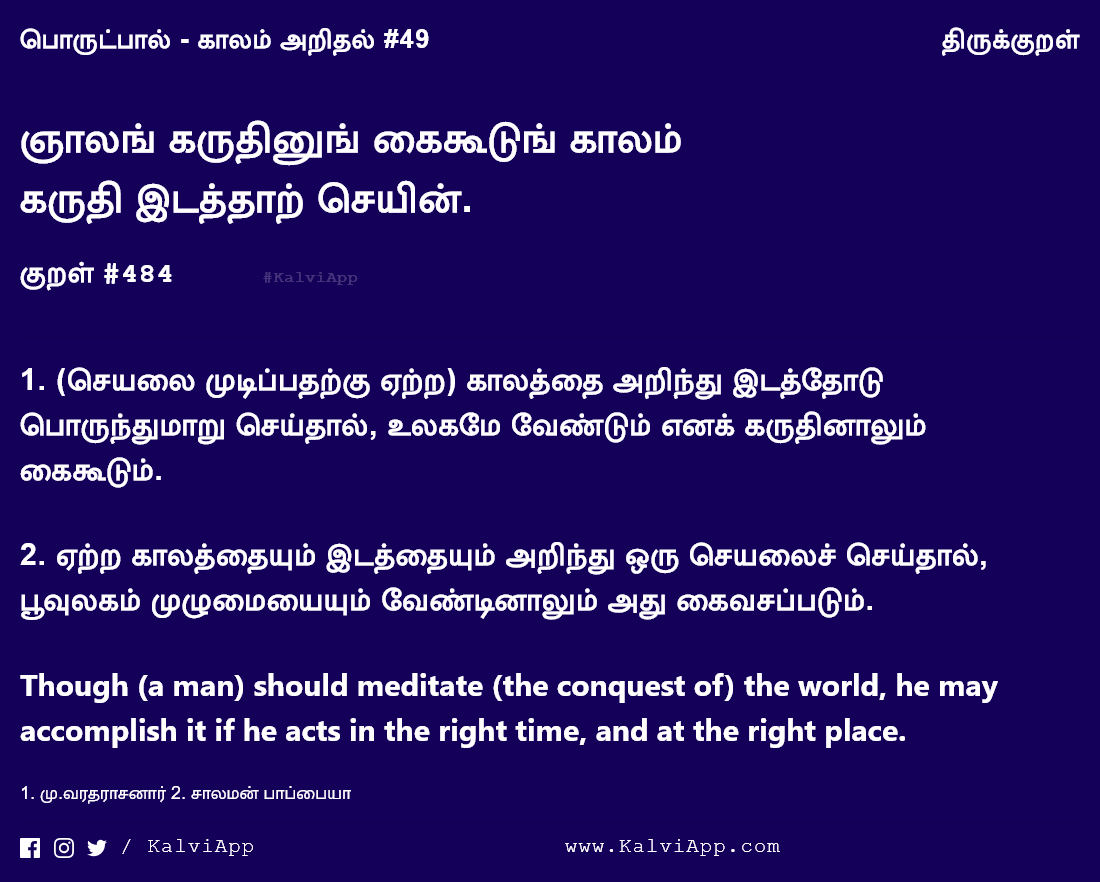 பொருட்பால் - காலம் அறிதல் #49 திருக்குறள்
ஞாலங் கருதினுங் கைகூடுங் காலம்
கருதி இடத்தாற் செயின்.
குறள் #484 #KalviApp
1. (செயலை முடிப்பதற்கு ஏற்ற) காலத்தை அறிந்து இடத்தோடு
பொருந்துமாறு செய்தால், உலகமே வேண்டும் எனக் கருதினாலும்
கைகூடும்.
2. ஏற்ற காலத்தையும் இடத்தையும் அறிந்து ஒரு செயலைச் செய்தால்,
பூவுலகம் முழுமையையும் வேண்டினாலும் அது கைவசப்படும்.
Though (a man) should meditate (the conquest of) the world, he may
accomplish it if he acts in the right time, and at the right place.
1. மு.வரதராசனார் 2. சாலமன் பாப்பையா
/ KalviApp www.KalviApp.com